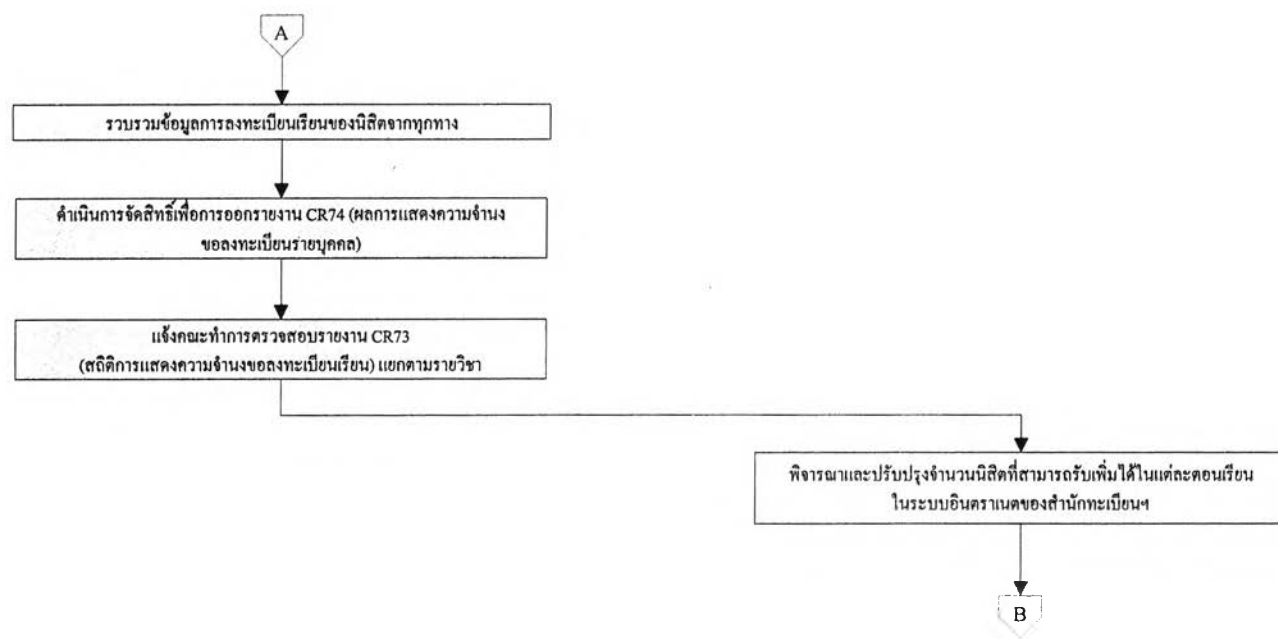 A
รวบรวมข้อมูลการลงทะเบียนเรียนของนิสิตจากทุกทาง
ดำเนินการจัดสิทธิ์เพื่อการออกรายงาน CR74 (ผลการแสดงความจำนง
ขอลงทะเบียนรายบุคคล)
แจ้งคณะทำการตรวจสอบรายงาน CR73
(สถิติการแสดงความจำนงขอลงทะเบียนเรียน) แยกตามรายวิชา
พิจารณาและปรับปรุงจำนวนนิสิตที่สามารถรับเพิ่มได้ในแต่ละตอนเรียน
ในระบบอินตราเนตของสำนักทะเบียนฯ
B